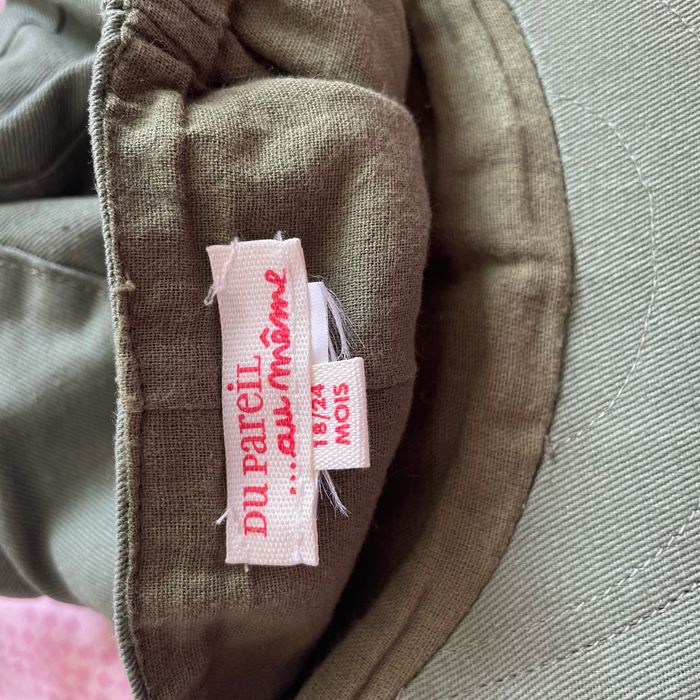 DU PAREIL
...au même
18/24
MOIS